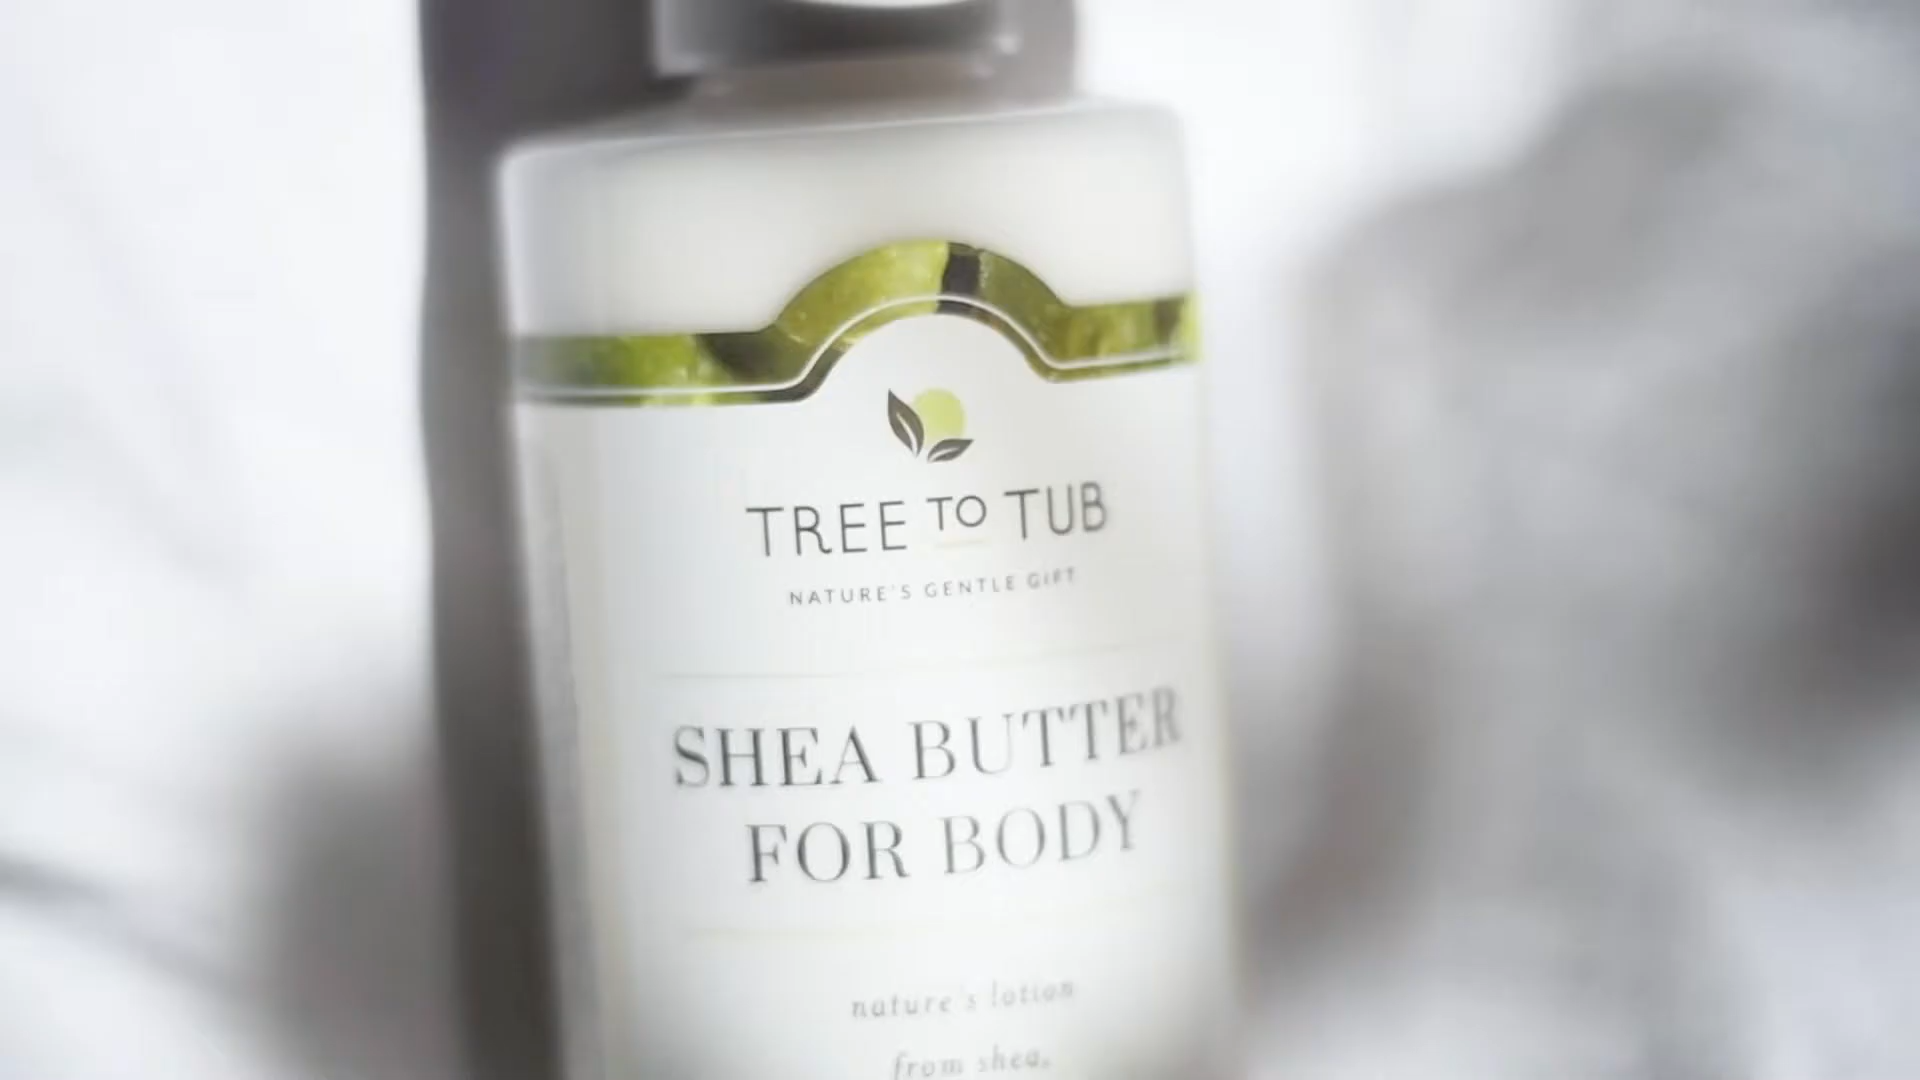 TREE TO TUB
NATURE'S GENTLE GIFT
SHEA BUTTER
FOR BODY
nature's lotion
from shea,